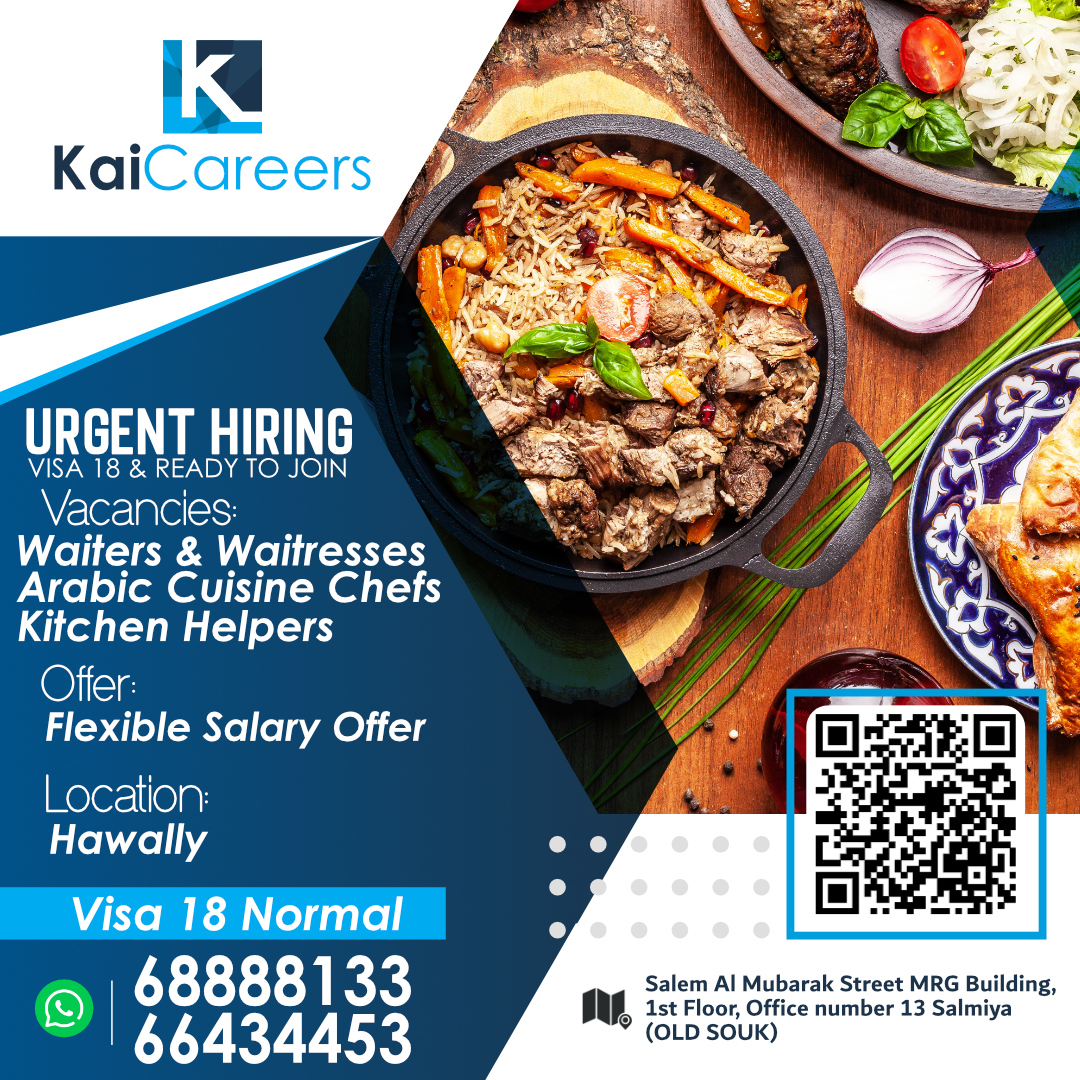 K
KaiCareers
URGENT HIRING
VISA 18 & READY TO JOIN
Vacancies:
Waiters & Waitresses
Arabic Cuisine Chefs
Kitchen Helpers
Offer:
Flexible Salary Offer
Location:
Hawally
Visa 18 Normal
68888133
66434453
Salem Al Mubarak Street MRG Building,
1st Floor, Office number 13 Salmiya
(OLD SOUK)